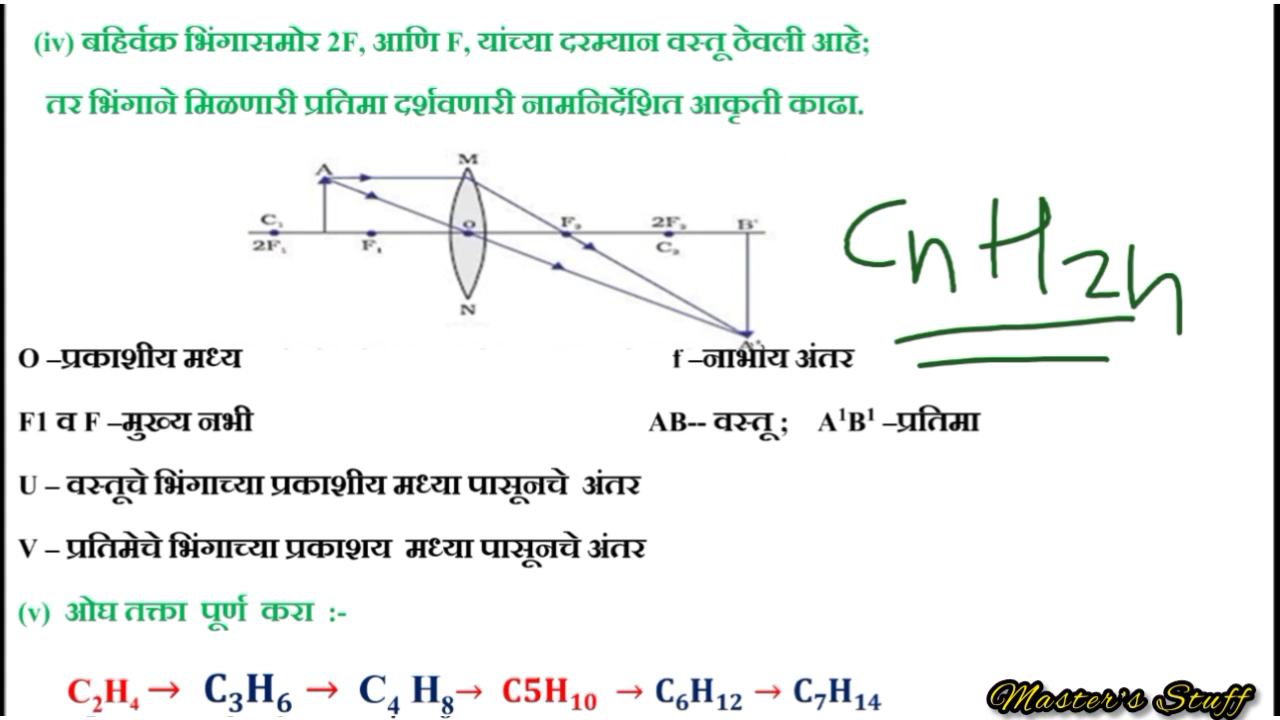 (iv) बहिर्वक्र भिंगासमोर 2F, आणि F, यांच्या दरम्यान वस्तू ठेवली आहे;
तर भिंगाने मिळणारी प्रतिमा दर्शवणारी नामनिर्देशित आकृती काढा.
A M
C₁ O F₂ 2F₂ B'
2F₁ F₁ C₂
N
A'
CnH2n
O –प्रकाशीय मध्य f –नाभीय अंतर
F1 व F –मुख्य नभी AB-- वस्तू ; A¹B¹ –प्रतिमा
U – वस्तूचे भिंगाच्या प्रकाशीय मध्या पासूनचे अंतर
V – प्रतिमेचे भिंगाच्या प्रकाशय मध्या पासूनचे अंतर
(v) ओघ तक्ता पूर्ण करा :-
C₂H₄ → C₃H₆ → C₄ H₈ → C5H₁₀ → C₆H₁₂ → C₇H₁₄
Master's Stuff